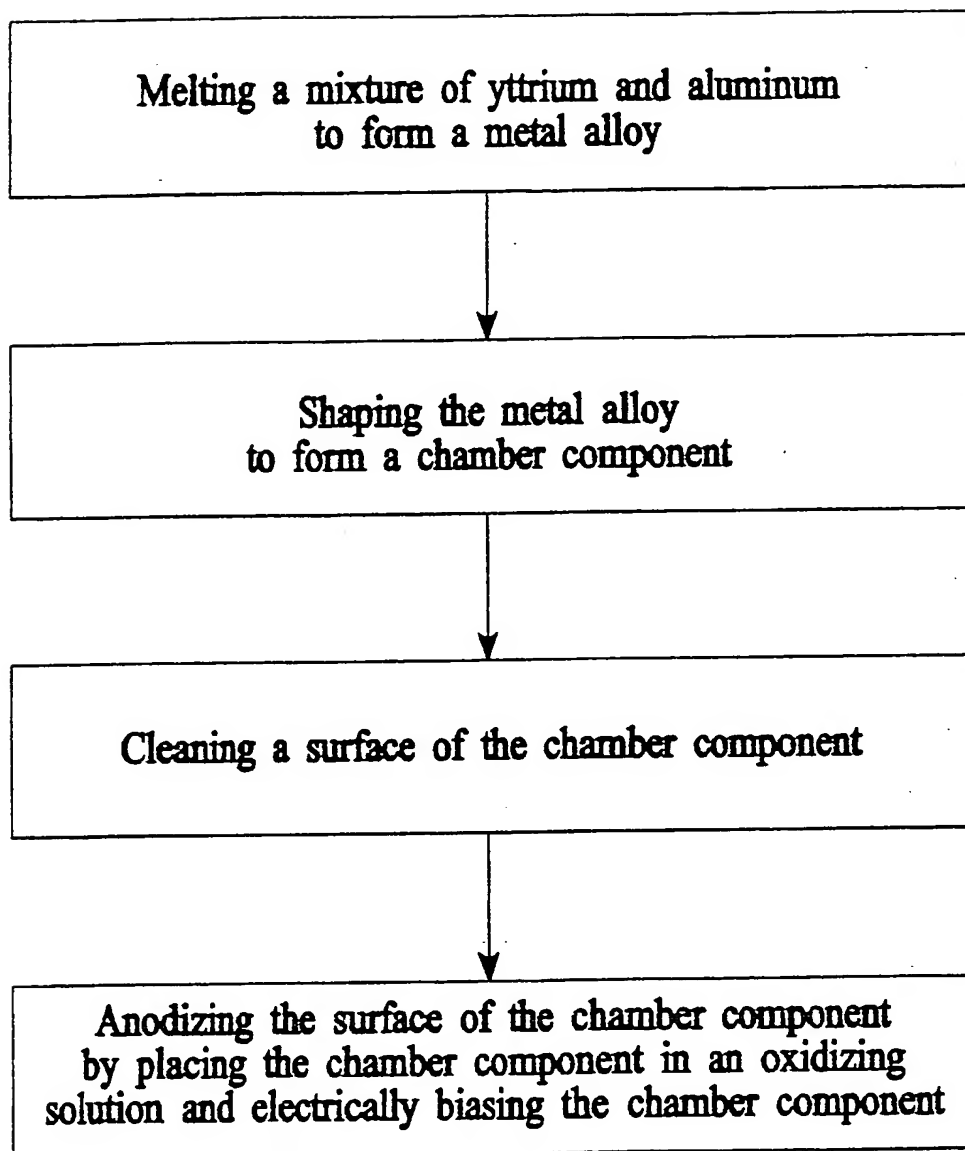 Melting a mixture of yttrium and aluminum
to form a metal alloy
Shaping the metal alloy
to form a chamber component
Cleaning a surface of the chamber component
Anodizing the surface of the chamber component
by placing the chamber component in an oxidizing
solution and electrically biasing the chamber component